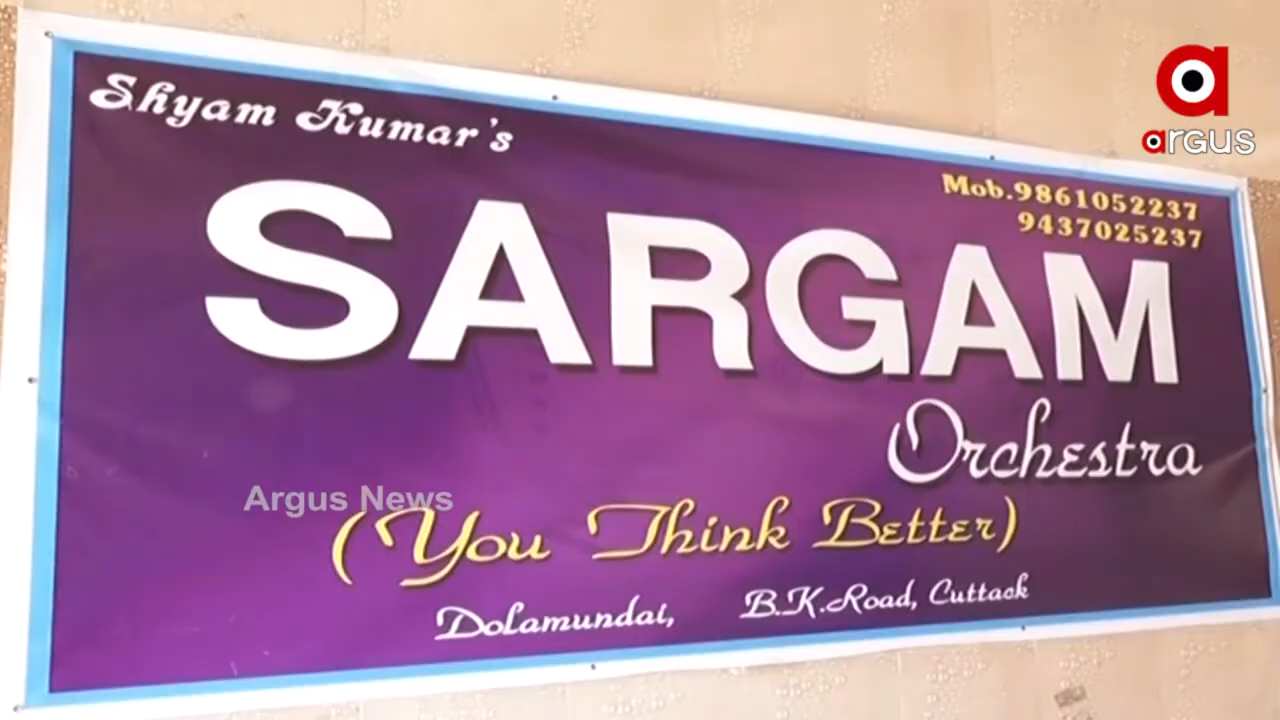 Shyam Kumar's
a
argus
Mob.9861052237
9437025237
SARGAM
Orchestra
Argus News
(You Think Better)
Dolamundai, B.K.Road, Cuttack